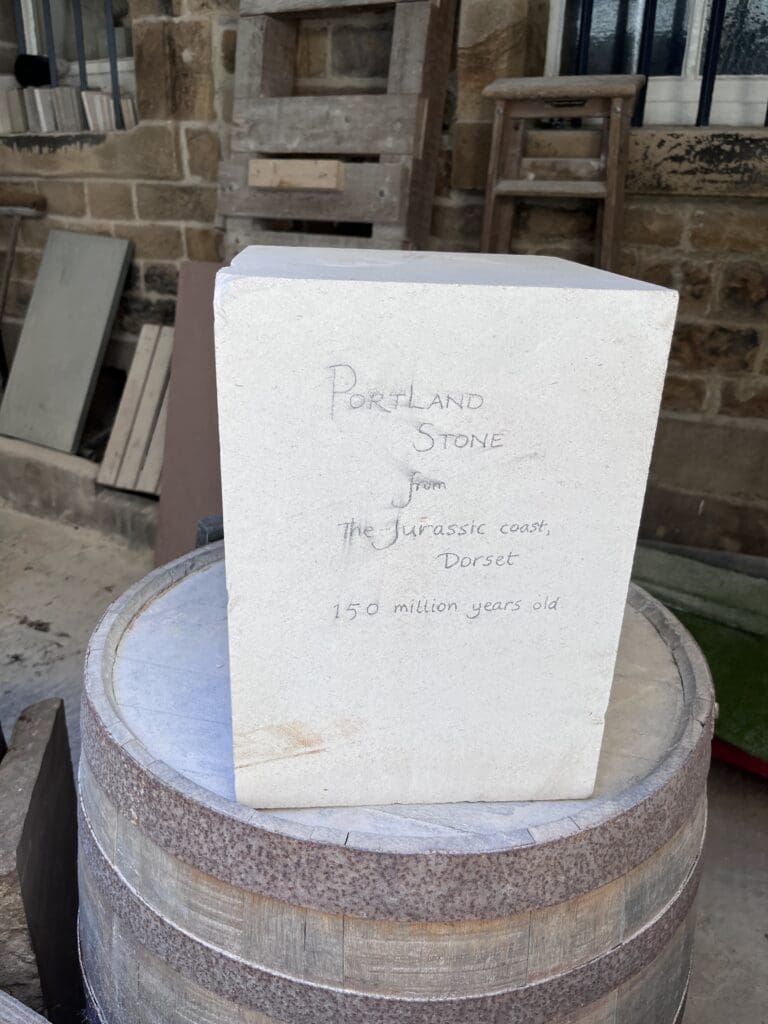 PORTLAND
STONE
from
The Jurassic coast,
Dorset
150 million years old